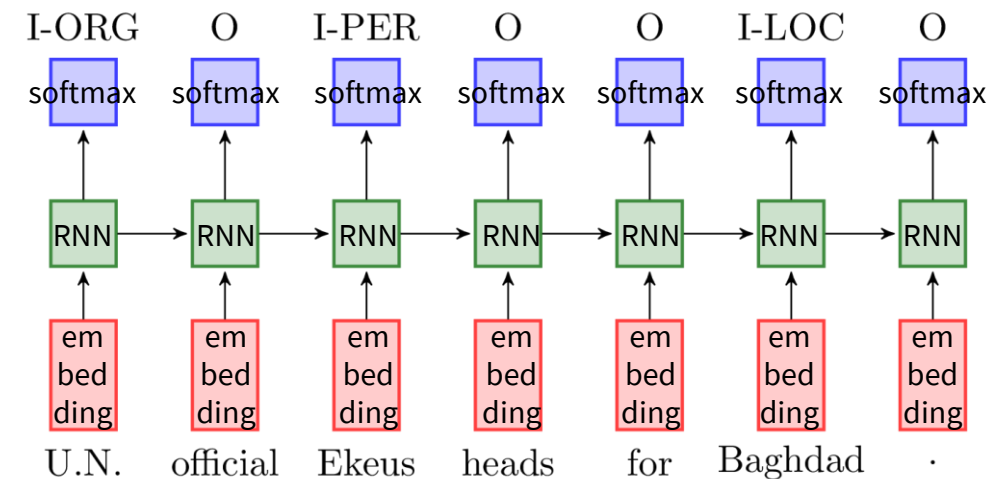 I-ORG O I-PER O O I-LOC O
softmax softmax softmax softmax softmax softmax softmax
RNN RNN RNN RNN RNN RNN RNN
em em em em em em em
bed bed bed bed bed bed bed
ding ding ding ding ding ding ding
U.N. official Ekeus heads for Baghdad .